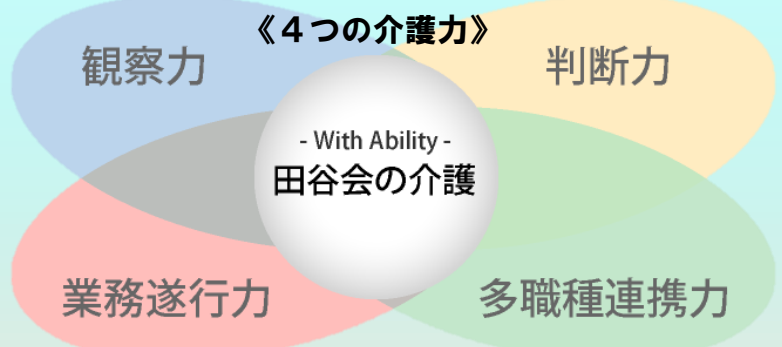 《４つの介護力》
観察力
判断力
- With Ability -
田谷会の介護
業務遂行力
多職種連携力